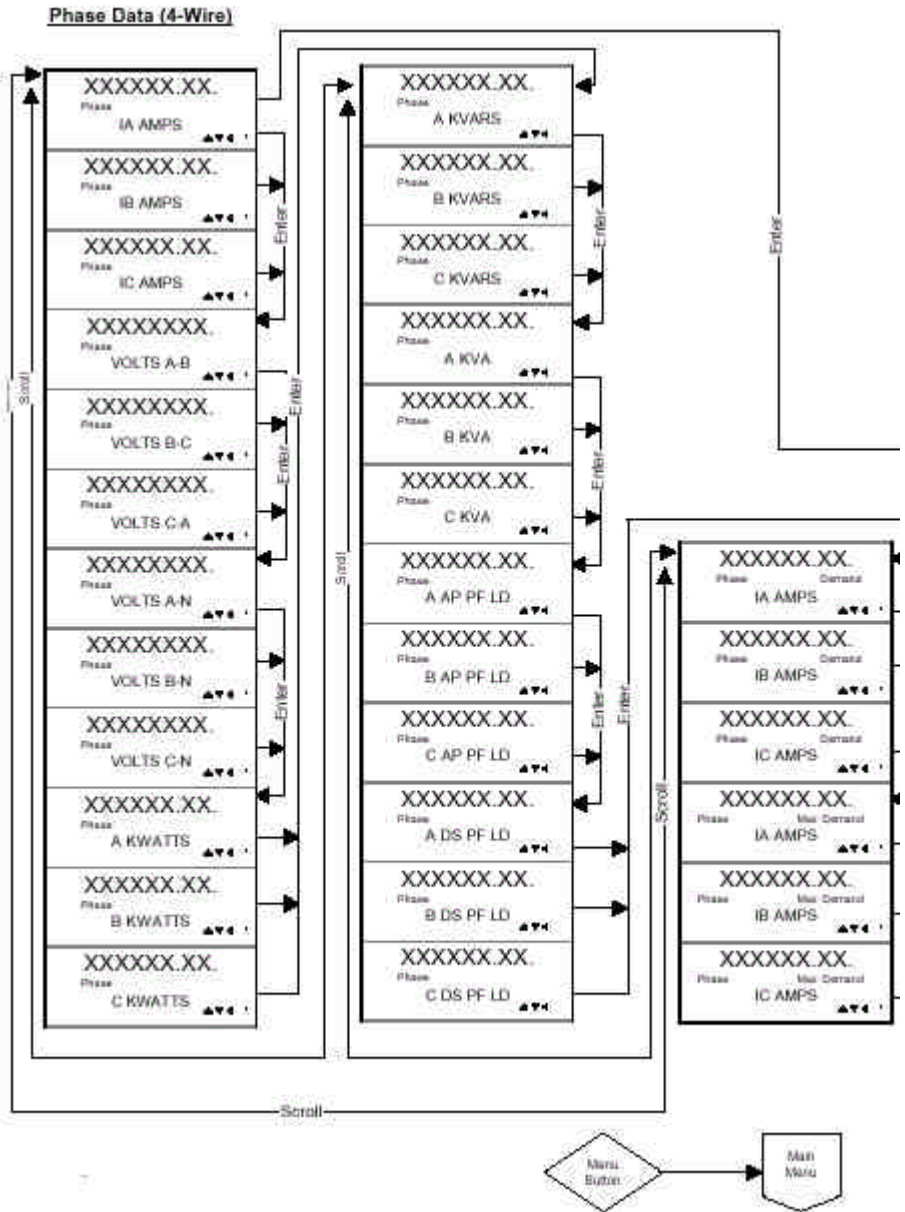 Phase Data (4-Wire)
XXXXXX.XX.
Phase
IA AMPS
XXXXXX.XX.
Phase
IB AMPS
XXXXXX.XX.
Phase
IC AMPS
XXXXXXXX.
Phase
VOLTS A-B
XXXXXXXX.
Phase
VOLTS B-C
XXXXXXXX.
Phase
VOLTS C-A
XXXXXXXX.
Phase
VOLTS A-N
XXXXXXXX.
Phase
VOLTS B-N
XXXXXXXX.
Phase
VOLTS C-N
XXXXXX.XX.
Phase
A KWATTS
XXXXXX.XX.
Phase
B KWATTS
XXXXXX.XX.
Phase
C KWATTS
Enter
Enter
Enter
Enter
Scroll
XXXXXX.XX.
Phase
A KVARS
XXXXXX.XX.
Phase
B KVARS
XXXXXX.XX.
Phase
C KVARS
XXXXXX.XX.
Phase
A KVA
XXXXXX.XX.
Phase
B KVA
XXXXXX.XX.
Phase
C KVA
XXXXXX.XX.
Phase
A AP PF LD
XXXXXX.XX.
Phase
B AP PF LD
XXXXXX.XX.
Phase
C AP PF LD
XXXXXX.XX.
Phase
A DS PF LD
XXXXXX.XX.
Phase
B DS PF LD
XXXXXX.XX.
Phase
C DS PF LD
Enter
Enter
Enter
Enter
Scroll
Enter
XXXXXX.XX.
Phase Demand
IA AMPS
XXXXXX.XX.
Phase Demand
IB AMPS
XXXXXX.XX.
Phase Demand
IC AMPS
XXXXXX.XX.
Phase Max Demand
IA AMPS
XXXXXX.XX.
Phase Max Demand
IB AMPS
XXXXXX.XX.
Phase Max Demand
IC AMPS
Scroll
Scroll
Menu
Button
Main
Menu